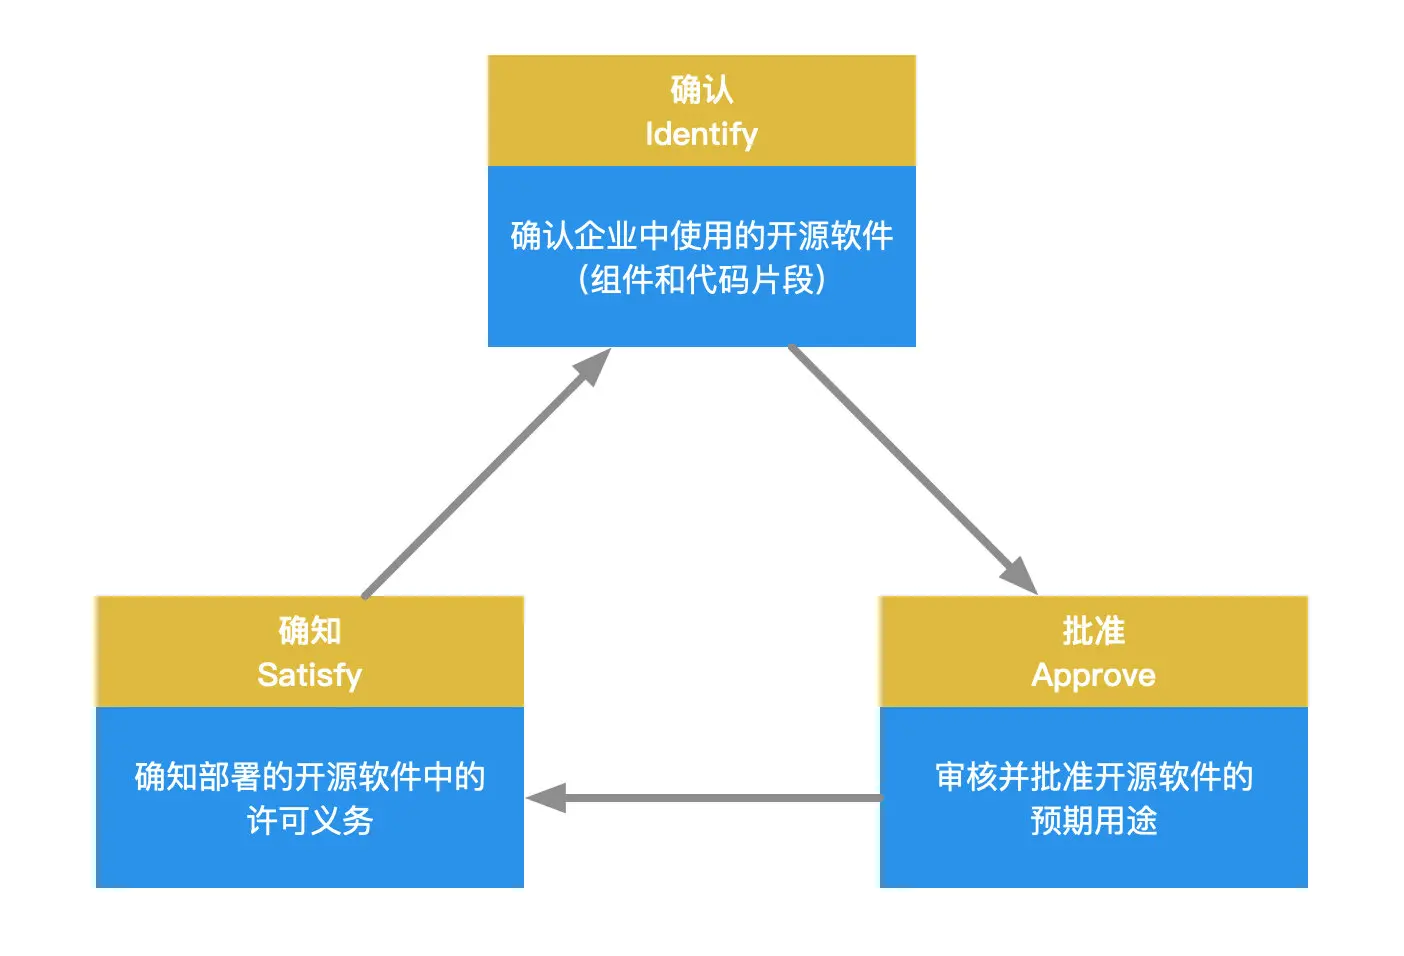 确认
Identify
确认企业中使用的开源软件
（组件和代码片段）
确知
Satisfy
确知部署的开源软件中的
许可义务
批准
Approve
审核并批准开源软件的
预期用途